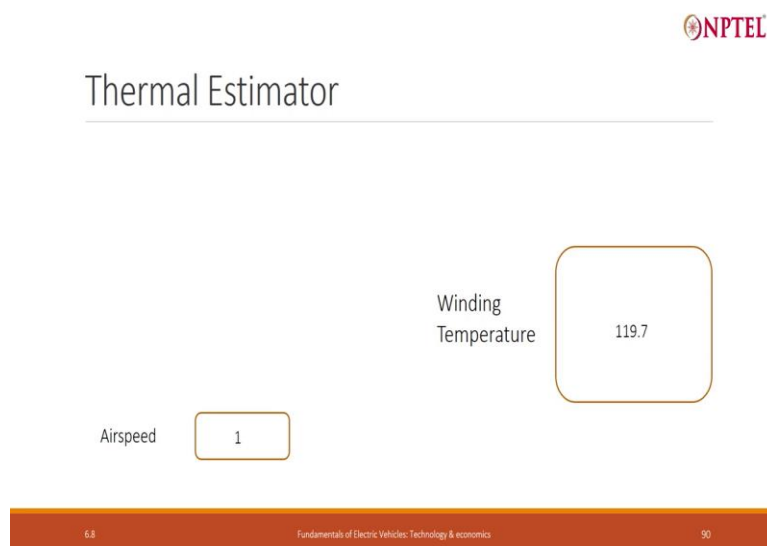 NPTEL
Thermal Estimator
Winding
Temperature
119.7
Airspeed
1
6.8
Fundamentals of Electric Vehicles: Technology & economics
90